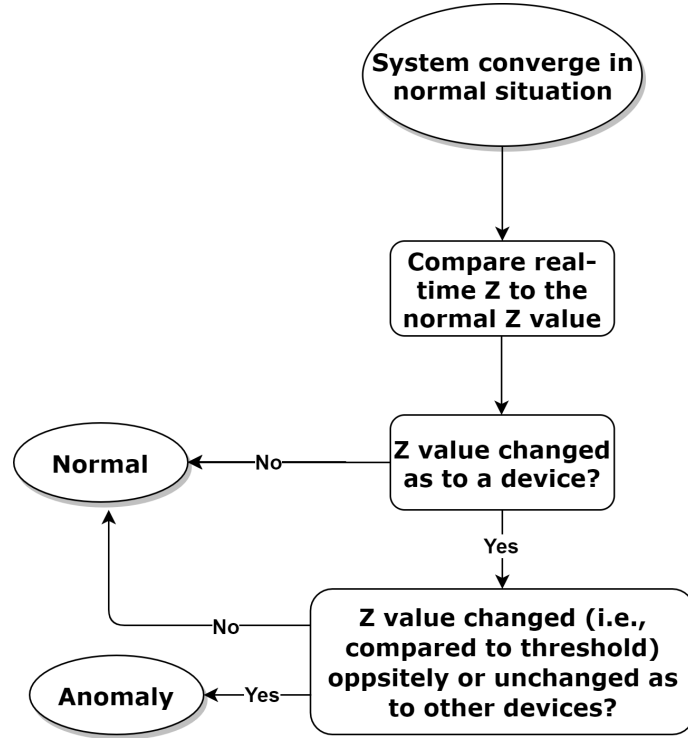 System converge in
normal situation
Compare real-
time Z to the
normal Z value
Z value changed
as to a device?
No
Normal
Yes
Z value changed (i.e.,
compared to threshold)
oppsitely or unchanged as
to other devices?
No
Yes
Anomaly